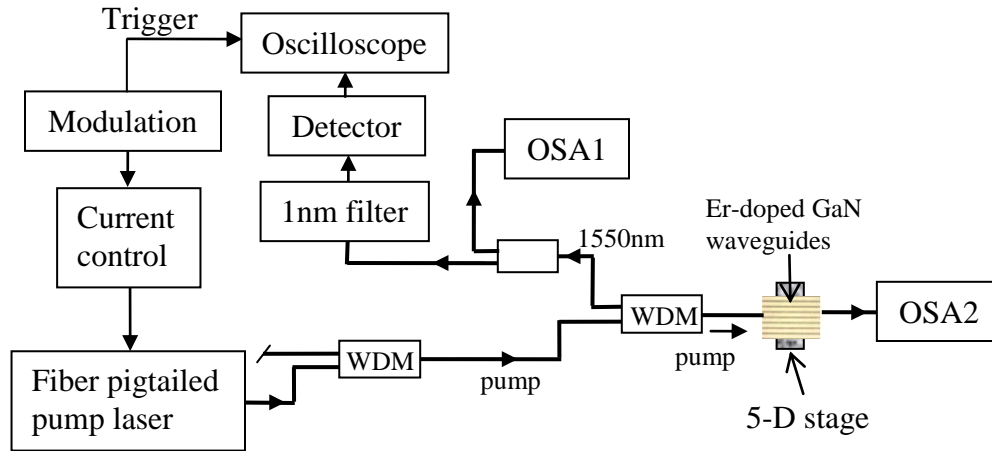 Trigger
Oscilloscope
Modulation
Detector
OSA1
Current
control
1nm filter
Er-doped GaN
waveguides
1550nm
WDM
OSA2
pump
WDM
pump
Fiber pigtailed
pump laser
5-D stage